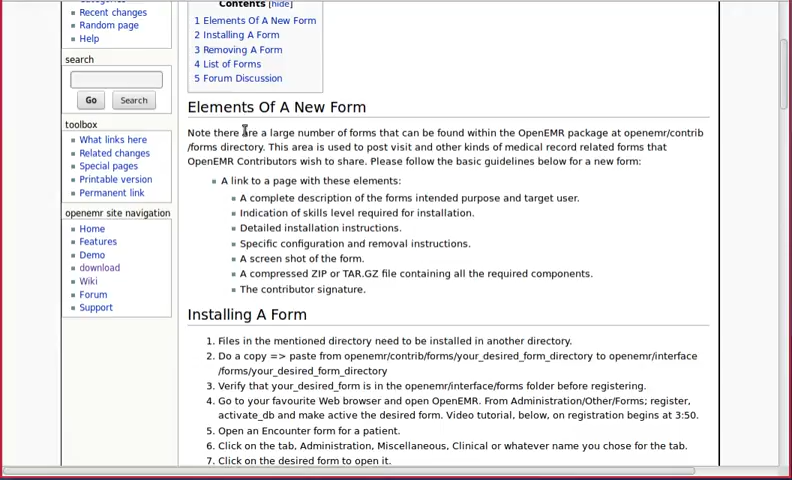 Recent changes
Random page
Help
search
Go Search
toolbox
What links here
Related changes
Special pages
Printable version
Permanent link
openemr site navigation
Home
Features
Demo
download
Wiki
Forum
Support
Contents [hide]
1 Elements Of A New Form
2 Installing A Form
3 Removing A Form
4 List of Forms
5 Forum Discussion
Elements Of A New Form
Note there are a large number of forms that can be found within the OpenEMR package at openemr/contrib
/forms directory. This area is used to post visit and other kinds of medical record related forms that
OpenEMR Contributors wish to share. Please follow the basic guidelines below for a new form:
A link to a page with these elements:
A complete description of the forms intended purpose and target user.
Indication of skills level required for installation.
Detailed installation instructions.
Specific configuration and removal instructions.
A screen shot of the form.
A compressed ZIP or TAR.GZ file containing all the required components.
The contributor signature.
Installing A Form
1. Files in the mentioned directory need to be installed in another directory.
2. Do a copy => paste from openemr/contrib/forms/your_desired_form_directory to openemr/interface
/forms/your_desired_form_directory
3. Verify that your_desired_form is in the openemr/interface/forms folder before registering.
4. Go to your favourite Web browser and open OpenEMR. From Administration/Other/Forms; register,
activate_db and make active the desired form. Video tutorial, below, on registration begins at 3:50.
5. Open an Encounter form for a patient.
6. Click on the tab, Administration, Miscellaneous, Clinical or whatever name you chose for the tab.
7. Click on the desired form to open it.